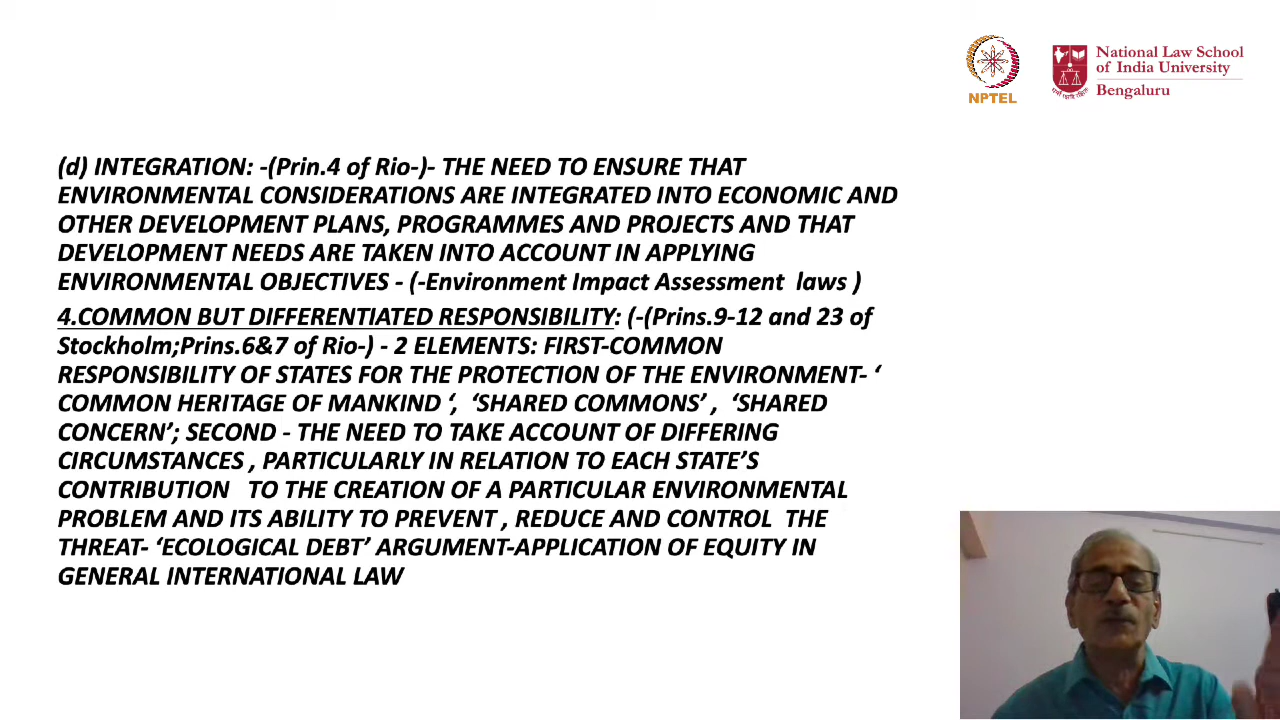 NPTEL
National Law School
of India University
Bengaluru
(d) INTEGRATION: -(Prin.4 of Rio-)- THE NEED TO ENSURE THAT
ENVIRONMENTAL CONSIDERATIONS ARE INTEGRATED INTO ECONOMIC AND
OTHER DEVELOPMENT PLANS, PROGRAMMES AND PROJECTS AND THAT
DEVELOPMENT NEEDS ARE TAKEN INTO ACCOUNT IN APPLYING
ENVIRONMENTAL OBJECTIVES - (-Environment Impact Assessment laws )
4.COMMON BUT DIFFERENTIATED RESPONSIBILITY: (-(Prins.9-12 and 23 of
Stockholm;Prins.6&7 of Rio-) - 2 ELEMENTS: FIRST-COMMON
RESPONSIBILITY OF STATES FOR THE PROTECTION OF THE ENVIRONMENT- ‘
COMMON HERITAGE OF MANKIND ‘, ‘SHARED COMMONS’ , ‘SHARED
CONCERN’; SECOND - THE NEED TO TAKE ACCOUNT OF DIFFERING
CIRCUMSTANCES , PARTICULARLY IN RELATION TO EACH STATE’S
CONTRIBUTION TO THE CREATION OF A PARTICULAR ENVIRONMENTAL
PROBLEM AND ITS ABILITY TO PREVENT , REDUCE AND CONTROL THE
THREAT- ‘ECOLOGICAL DEBT’ ARGUMENT-APPLICATION OF EQUITY IN
GENERAL INTERNATIONAL LAW